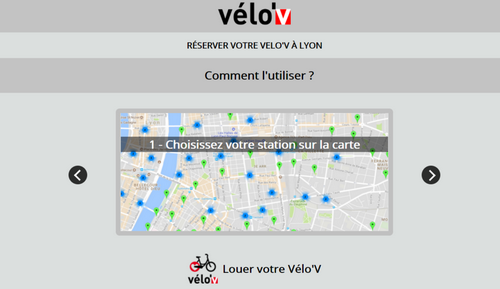 vélo'v
RÉSERVER VOTRE VELO'V À LYON
Comment l'utiliser ?
1 - Choisissez votre station sur la carte
vélo'v
Louer votre Vélo'V